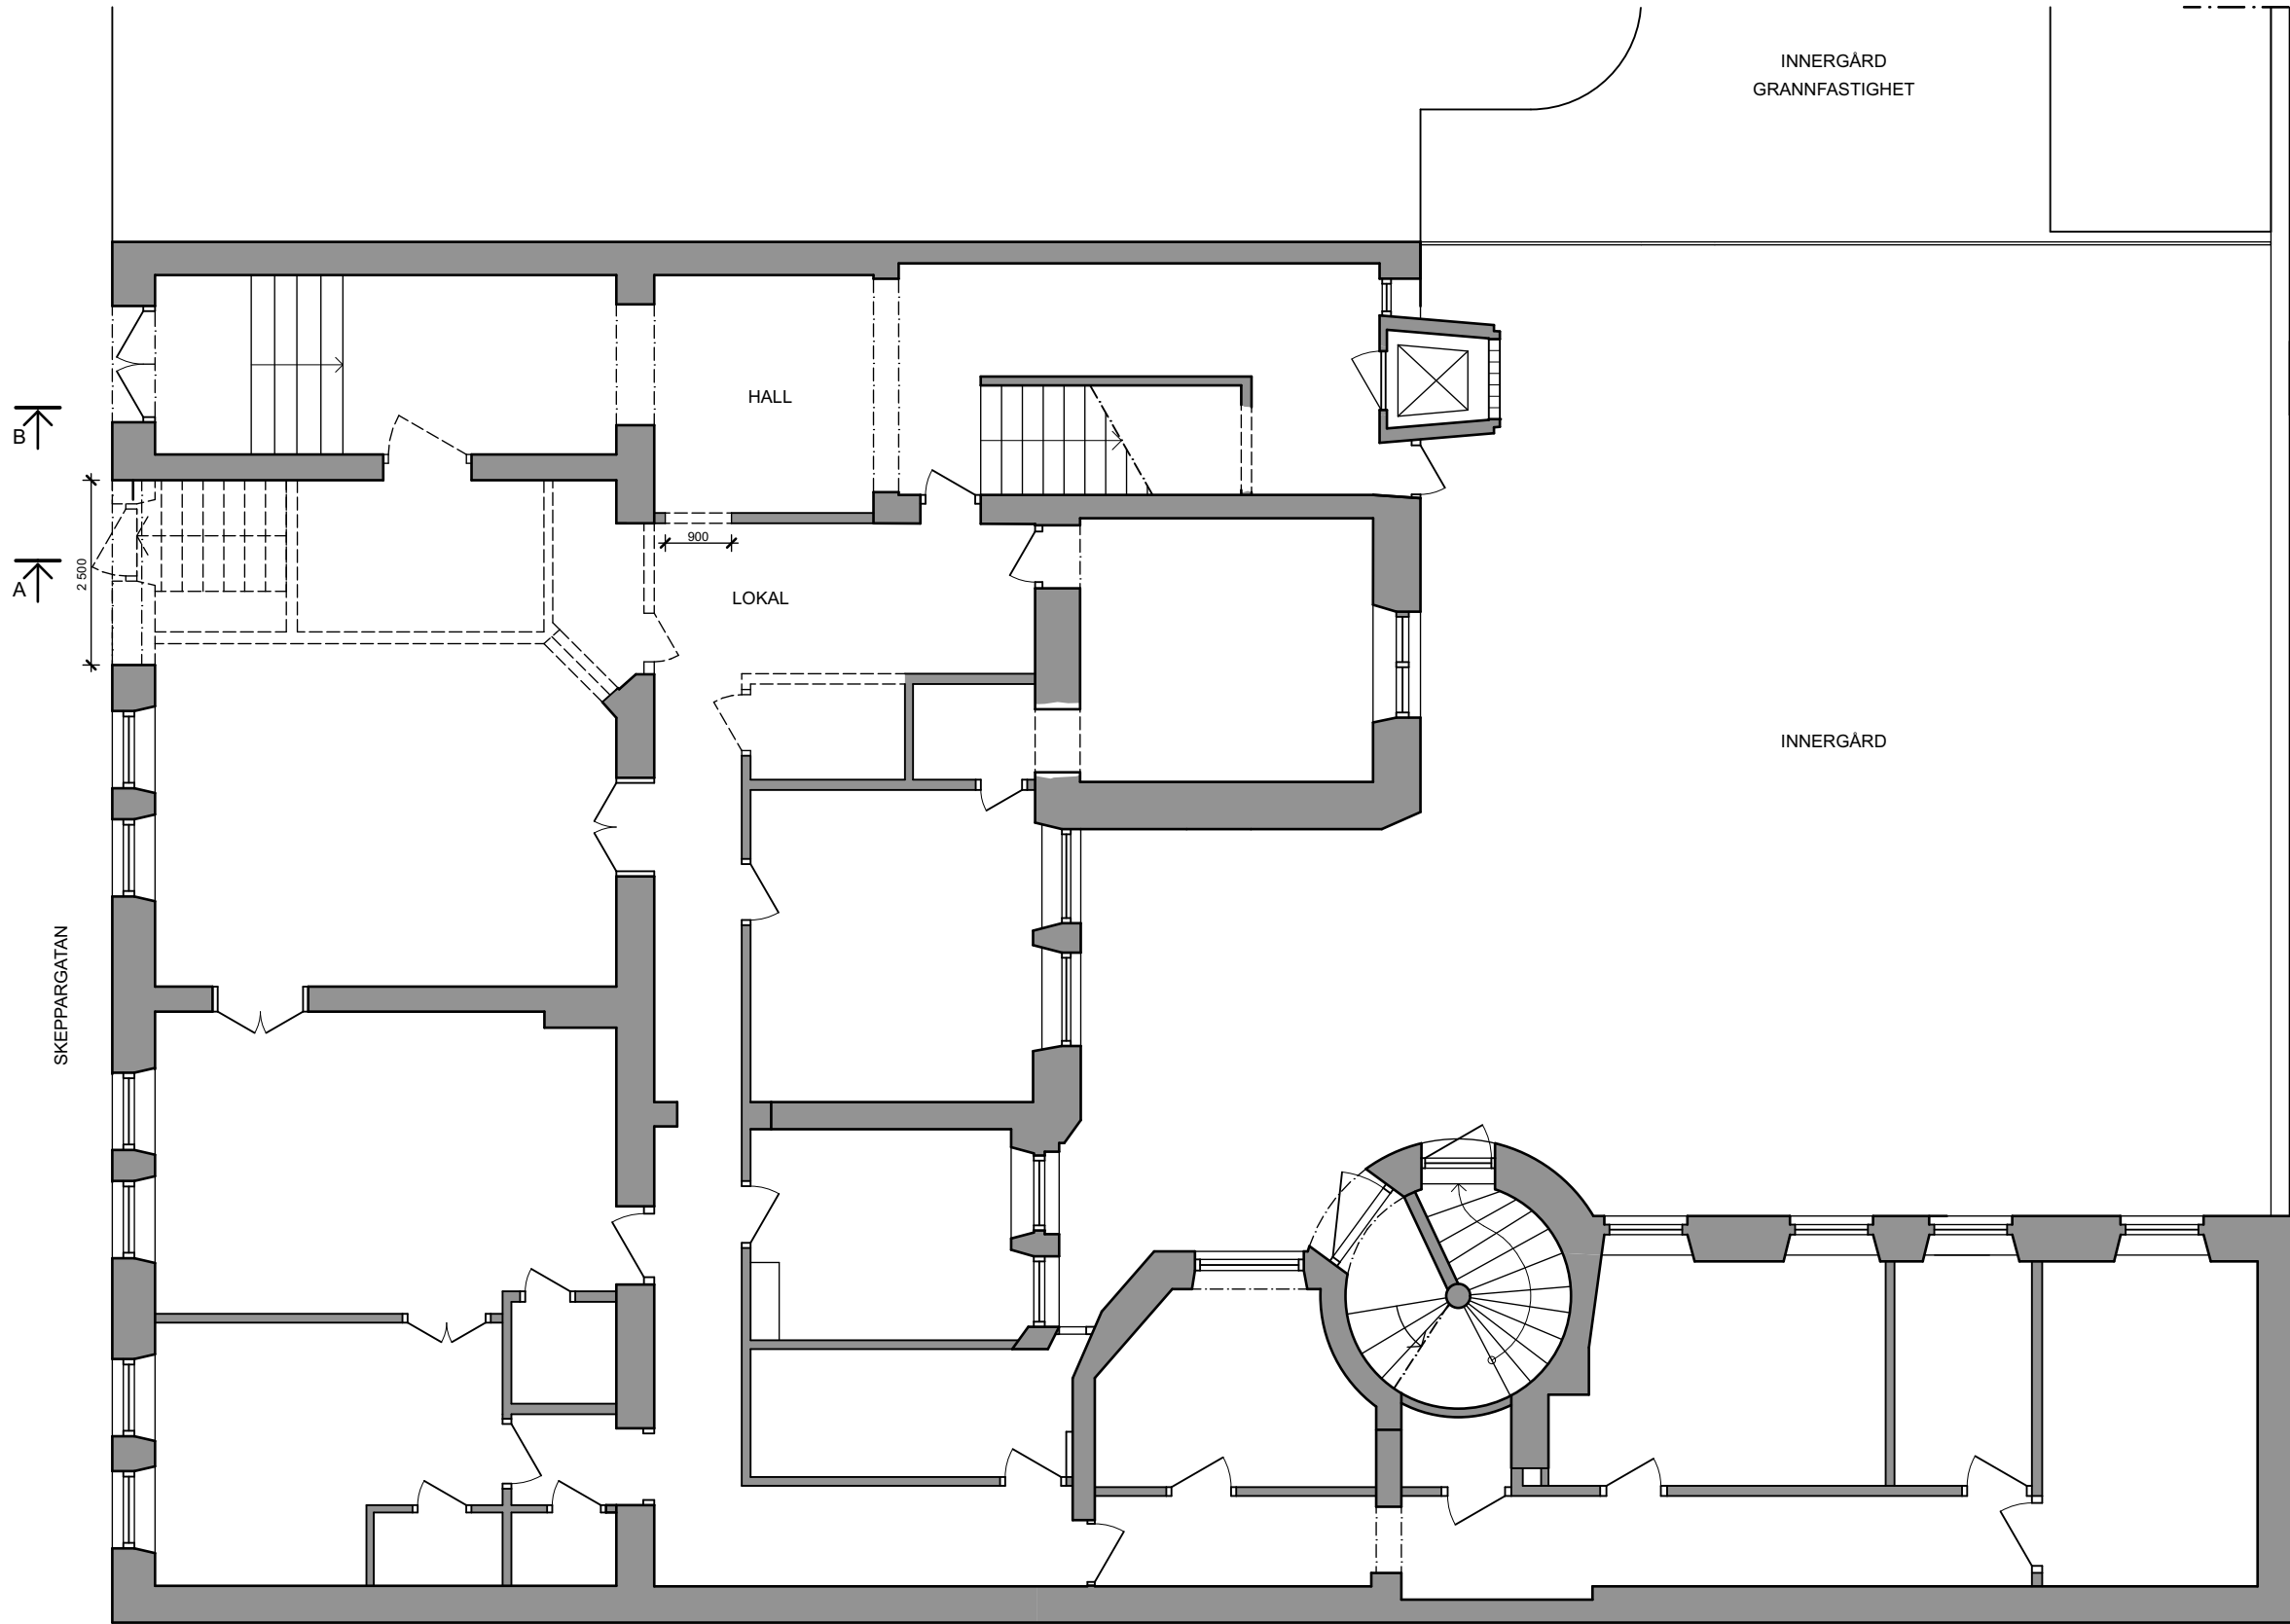 INNERGÅRD
GRANNFASTIGHET
HALL
B
900
A
2 500
LOKAL
INNERGÅRD
SKEPPARGATAN